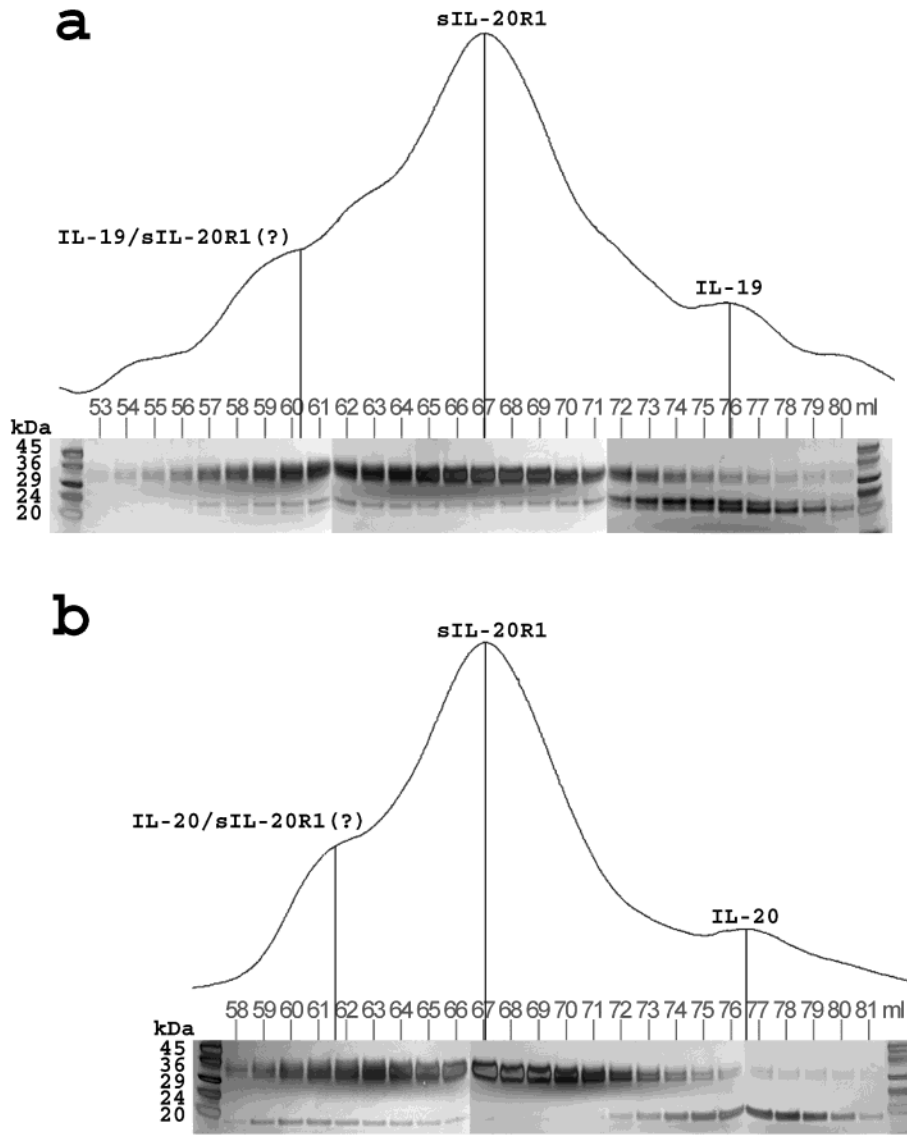 a
sIL-20R1
IL-19/sIL-20R1(?)
IL-19
53 54 55 56 57 58 59 60 61 62 63 64 65 66 67 68 69 70 71 72 73 74 75 76 77 78 79 80 ml
kDa
45
36
29
24
20
b
sIL-20R1
IL-20/sIL-20R1(?)
IL-20
58 59 60 61 62 63 64 65 66 67 68 69 70 71 72 73 74 75 76 77 78 79 80 81 ml
kDa
45
36
29
24
20